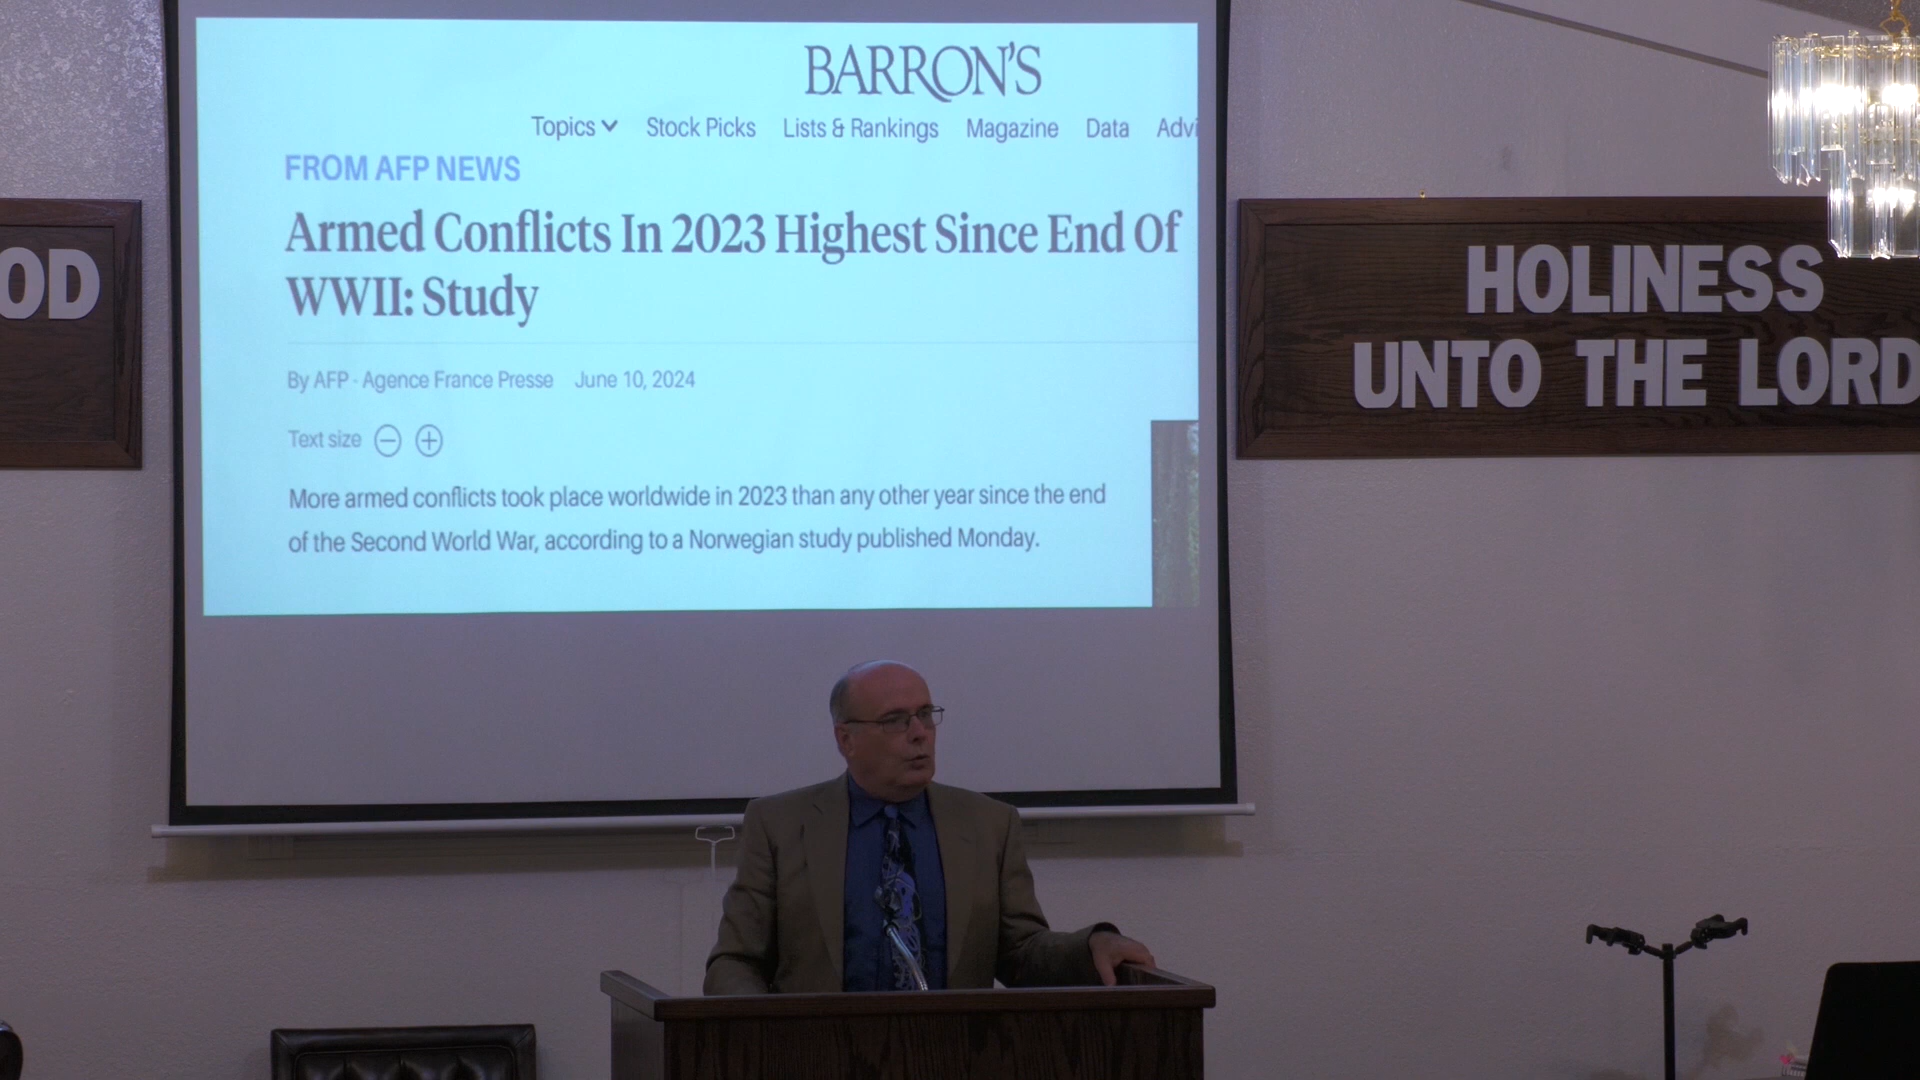 BARRON'S
Topics Stock Picks Lists & Rankings Magazine Data Advi
FROM AFP NEWS
Armed Conflicts In 2023 Highest Since End Of
WWII: Study
By AFP - Agence France Presse June 10, 2024
Text size
More armed conflicts took place worldwide in 2023 than any other year since the end
of the Second World War, according to a Norwegian study published Monday.
OD
HOLINESS
UNTO THE LORD